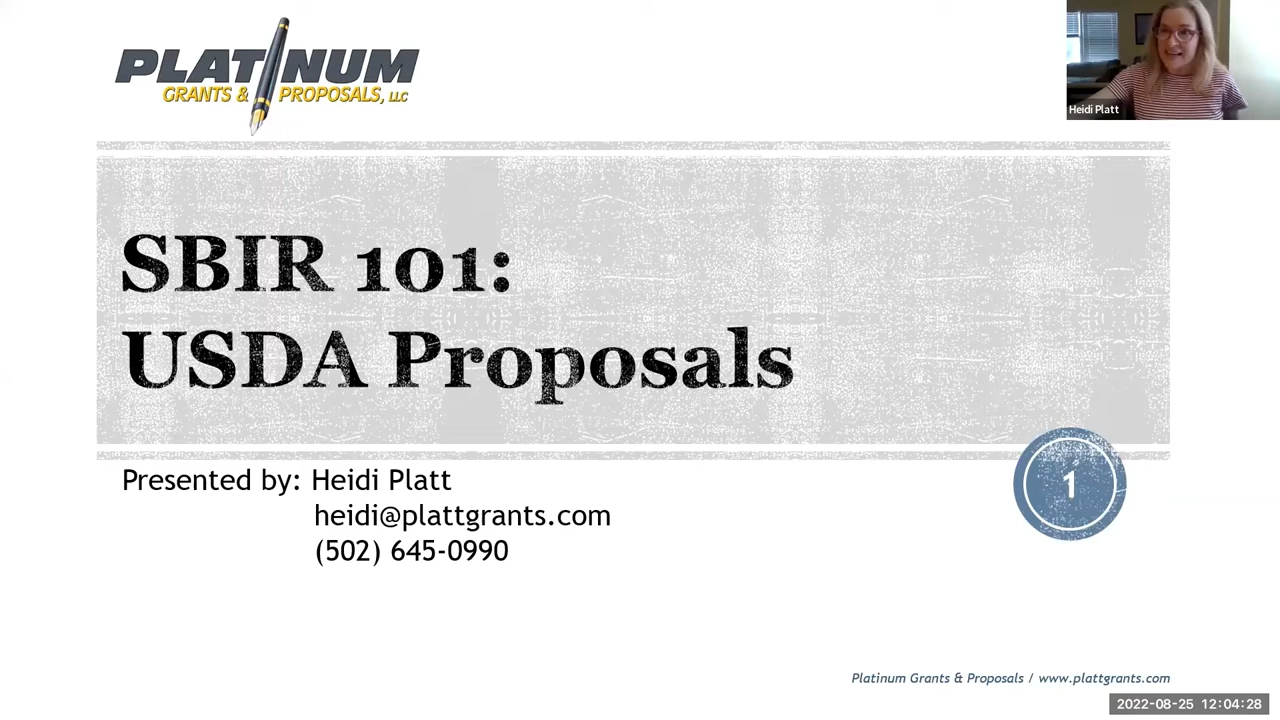 PLATINUM
GRANTS & PROPOSALS, LLC
Heidi Platt
SBIR 101:
USDA Proposals
Presented by: Heidi Platt
heidi@plattgrants.com
(502) 645-0990
1
Platinum Grants & Proposals / www.plattgrants.com
2022-08-25 12:04:28